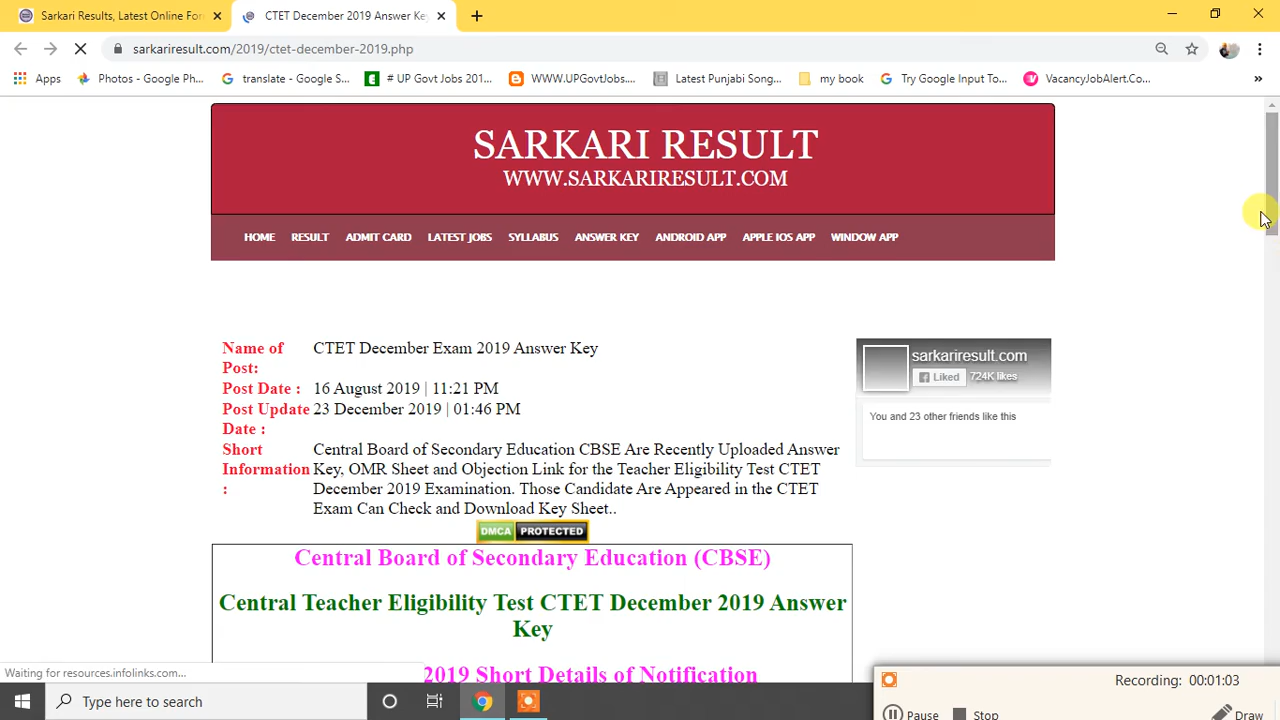 Sarkari Results, Latest Online For
CTET December 2019 Answer Key
sarkariresult.com/2019/ctet-december-2019.php
Apps
Photos - Google Ph...
translate - Google S...
# UP Govt Jobs 201...
WWW.UPGovtJobs....
Latest Punjabi Song...
my book
Try Google Input To...
VacancyJobAlert.Co...
»
SARKARI RESULT
WWW.SARKARIRESULT.COM
HOME RESULT ADMIT CARD LATEST JOBS SYLLABUS ANSWER KEY ANDROID APP APPLE IOS APP WINDOW APP
Name of Post: CTET December Exam 2019 Answer Key
Post Date : 16 August 2019 | 11:21 PM
Post Update Date : 23 December 2019 | 01:46 PM
Short Information : Central Board of Secondary Education CBSE Are Recently Uploaded Answer
Key, OMR Sheet and Objection Link for the Teacher Eligibility Test CTET
December 2019 Examination. Those Candidate Are Appeared in the CTET
Exam Can Check and Download Key Sheet..
DMCA PROTECTED
sarkariresult.com
Liked 724K likes
You and 23 other friends like this
Central Board of Secondary Education (CBSE)
Central Teacher Eligibility Test CTET December 2019 Answer
Key
2019 Short Details of Notification
Waiting for resources.infolinks.com...
Type here to search
Recording: 00:01:03
Pause Stop Draw